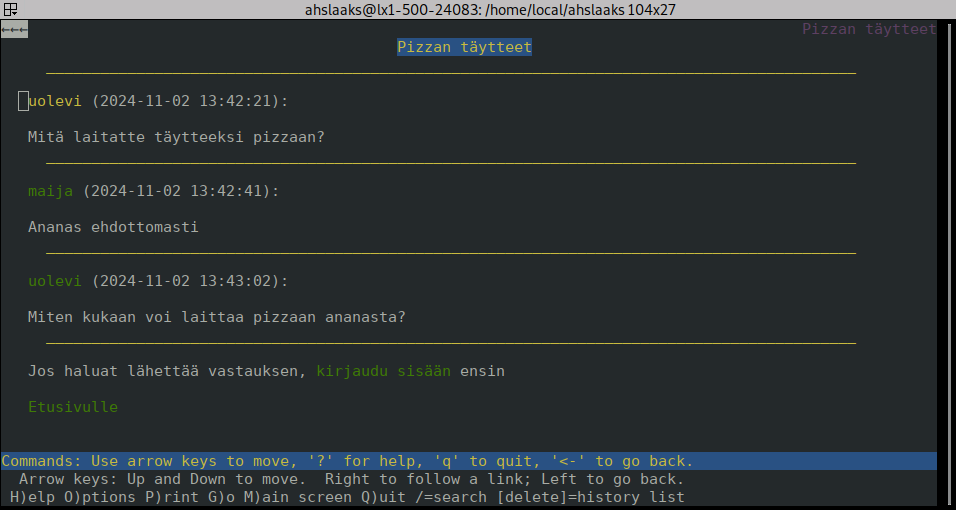 ahslaaks@lx1-500-24083: /home/local/ahslaaks 104x27
←←← Pizzan täytteet
Pizzan täytteet
uolevi (2024-11-02 13:42:21):
Mitä laitatte täytteeksi pizzaan?
maija (2024-11-02 13:42:41):
Ananas ehdottomasti
uolevi (2024-11-02 13:43:02):
Miten kukaan voi laittaa pizzaan ananasta?
Jos haluat lähettää vastauksen, kirjaudu sisään ensin
Etusivulle
Commands: Use arrow keys to move, '?' for help, 'q' to quit, '<-' to go back.
Arrow keys: Up and Down to move.  Right to follow a link; Left to go back.
H)elp O)ptions P)rint G)o M)ain screen Q)uit /=search [delete]=history list